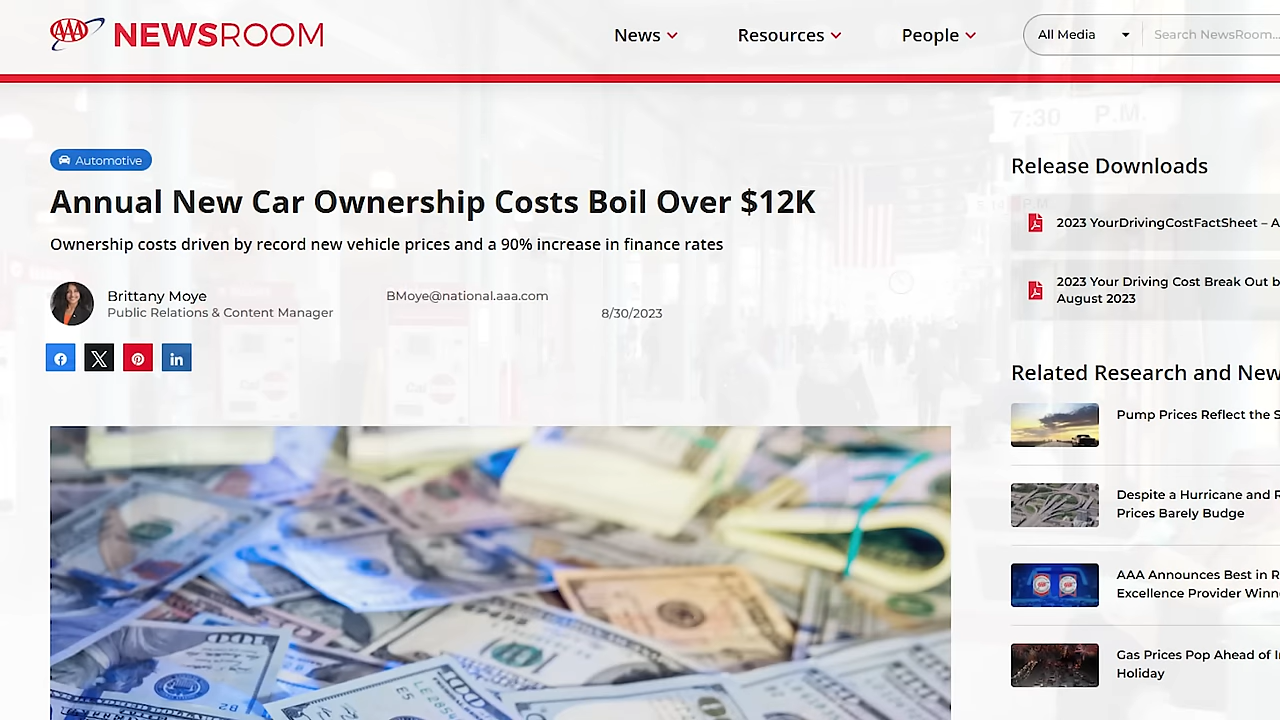 AAA NEWSROOM
News
Resources
People
All Media
Search NewsRoom...
7:30 P.M.
Automotive
Annual New Car Ownership Costs Boil Over $12K
Ownership costs driven by record new vehicle prices and a 90% increase in finance rates
Brittany Moye
Public Relations & Content Manager
BMoye@national.aaa.com
8/30/2023
Release Downloads
2023 YourDrivingCostFactSheet – A
2023 Your Driving Cost Break Out b
August 2023
Related Research and New
Pump Prices Reflect the S
Despite a Hurricane and R
Prices Barely Budge
AAA Announces Best in R
Excellence Provider Winn
Gas Prices Pop Ahead of I
Holiday
100